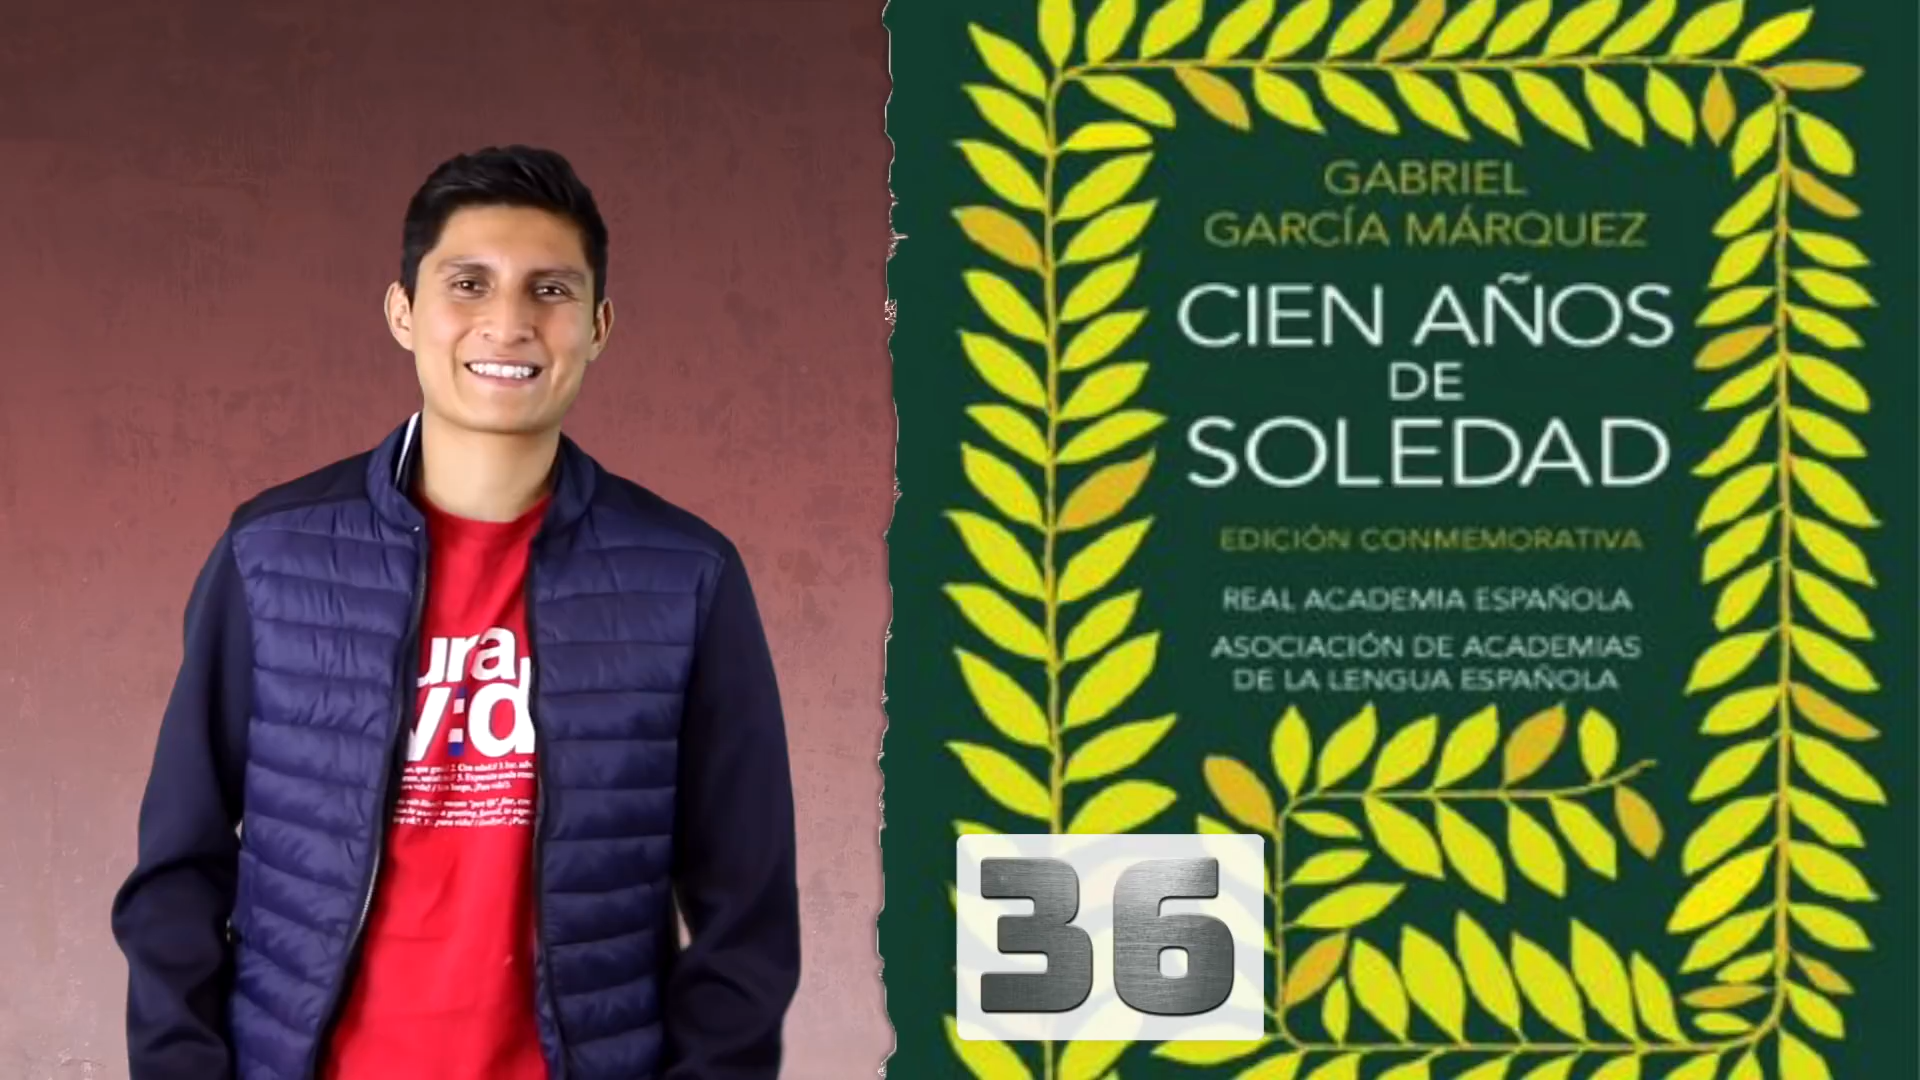 ura
v:d
GABRIEL
GARCÍA MÁRQUEZ
CIEN AÑOS
DE
SOLEDAD
EDICIÓN CONMEMORATIVA
REAL ACADEMIA ESPAÑOLA
ASOCIACIÓN DE ACADEMIAS
DE LA LENGUA ESPAÑOLA
36